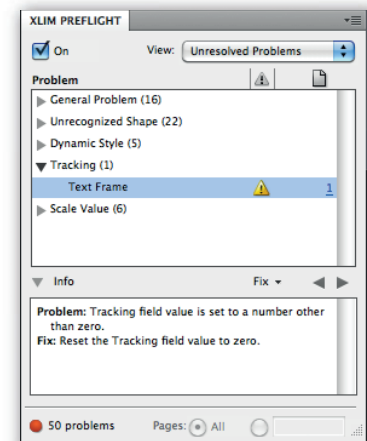 XLIM PREFLIGHT
On View: Unresolved Problems
Problem
General Problem (16)
Unrecognized Shape (22)
Dynamic Style (5)
Tracking (1)
Text Frame 1
Scale Value (6)
Info Fix
Problem: Tracking field value is set to a number other
than zero.
Fix: Reset the Tracking field value to zero.
50 problems Pages: All